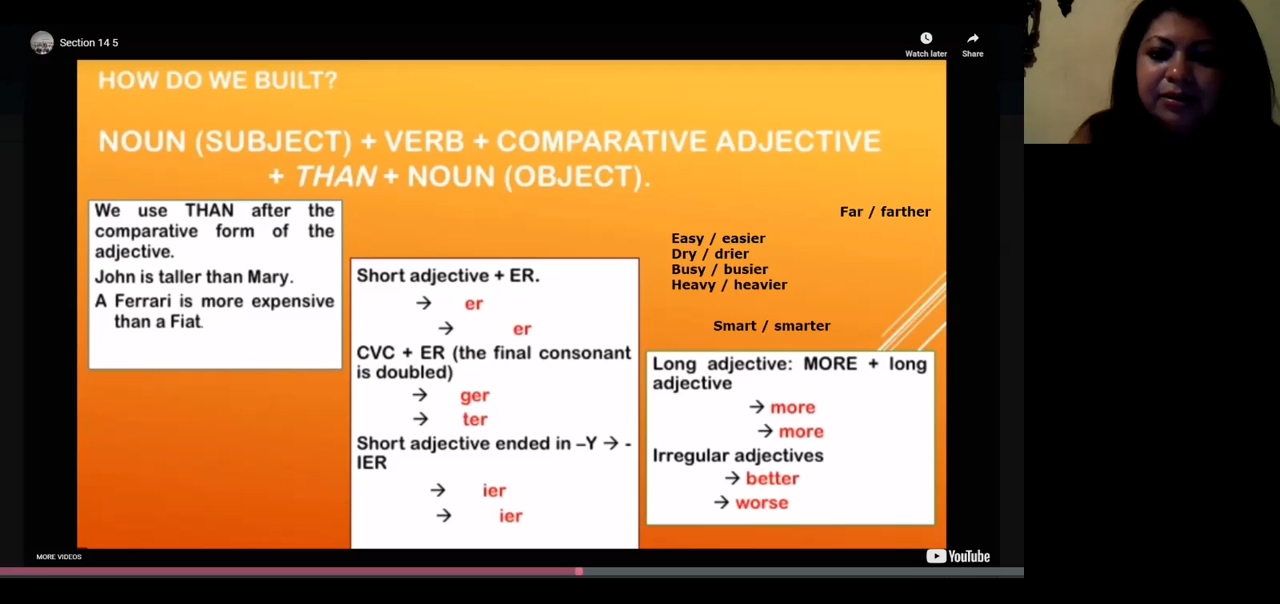 Section 14 5
Watch later
Share
HOW DO WE BUILT?
NOUN (SUBJECT) + VERB + COMPARATIVE ADJECTIVE
+ THAN + NOUN (OBJECT).
We use THAN after the
comparative form of the
adjective.
John is taller than Mary.
A Ferrari is more expensive
than a Fiat.
Short adjective + ER.
→ er
→ er
CVC + ER (the final consonant
is doubled)
→ ger
→ ter
Short adjective ended in –Y → -
IER
→ ier
→ ier
Far / farther
Easy / easier
Dry / drier
Busy / busier
Heavy / heavier
Smart / smarter
Long adjective: MORE + long
adjective
→ more
→ more
Irregular adjectives
→ better
→ worse
MORE VIDEOS
YouTube